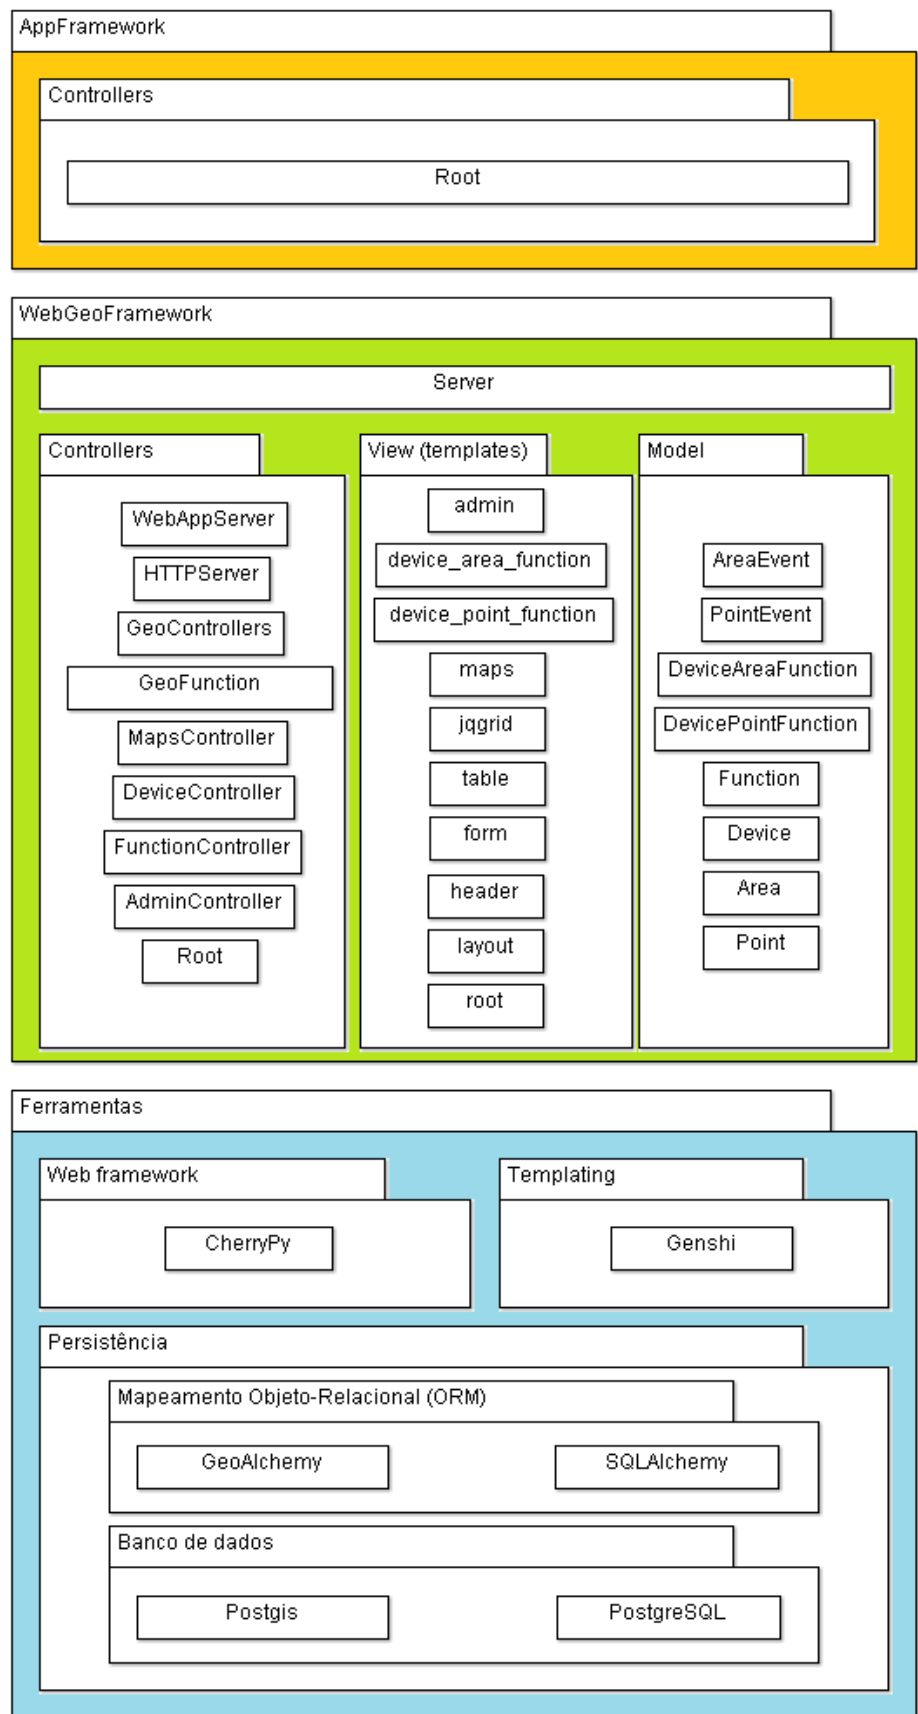 AppFramework
Controllers
Root
WebGeoFramework
Server
Controllers
WebAppServer
HTTPServer
GeoControllers
GeoFunction
MapsController
DeviceController
FunctionController
AdminController
Root
View (templates)
admin
device_area_function
device_point_function
maps
jqgrid
table
form
header
layout
root
Model
AreaEvent
PointEvent
DeviceAreaFunction
DevicePointFunction
Function
Device
Area
Point
Ferramentas
Web framework
CherryPy
Templating
Genshi
Persistência
Mapeamento Objeto-Relacional (ORM)
GeoAlchemy
SQLAlchemy
Banco de dados
Postgis
PostgreSQL